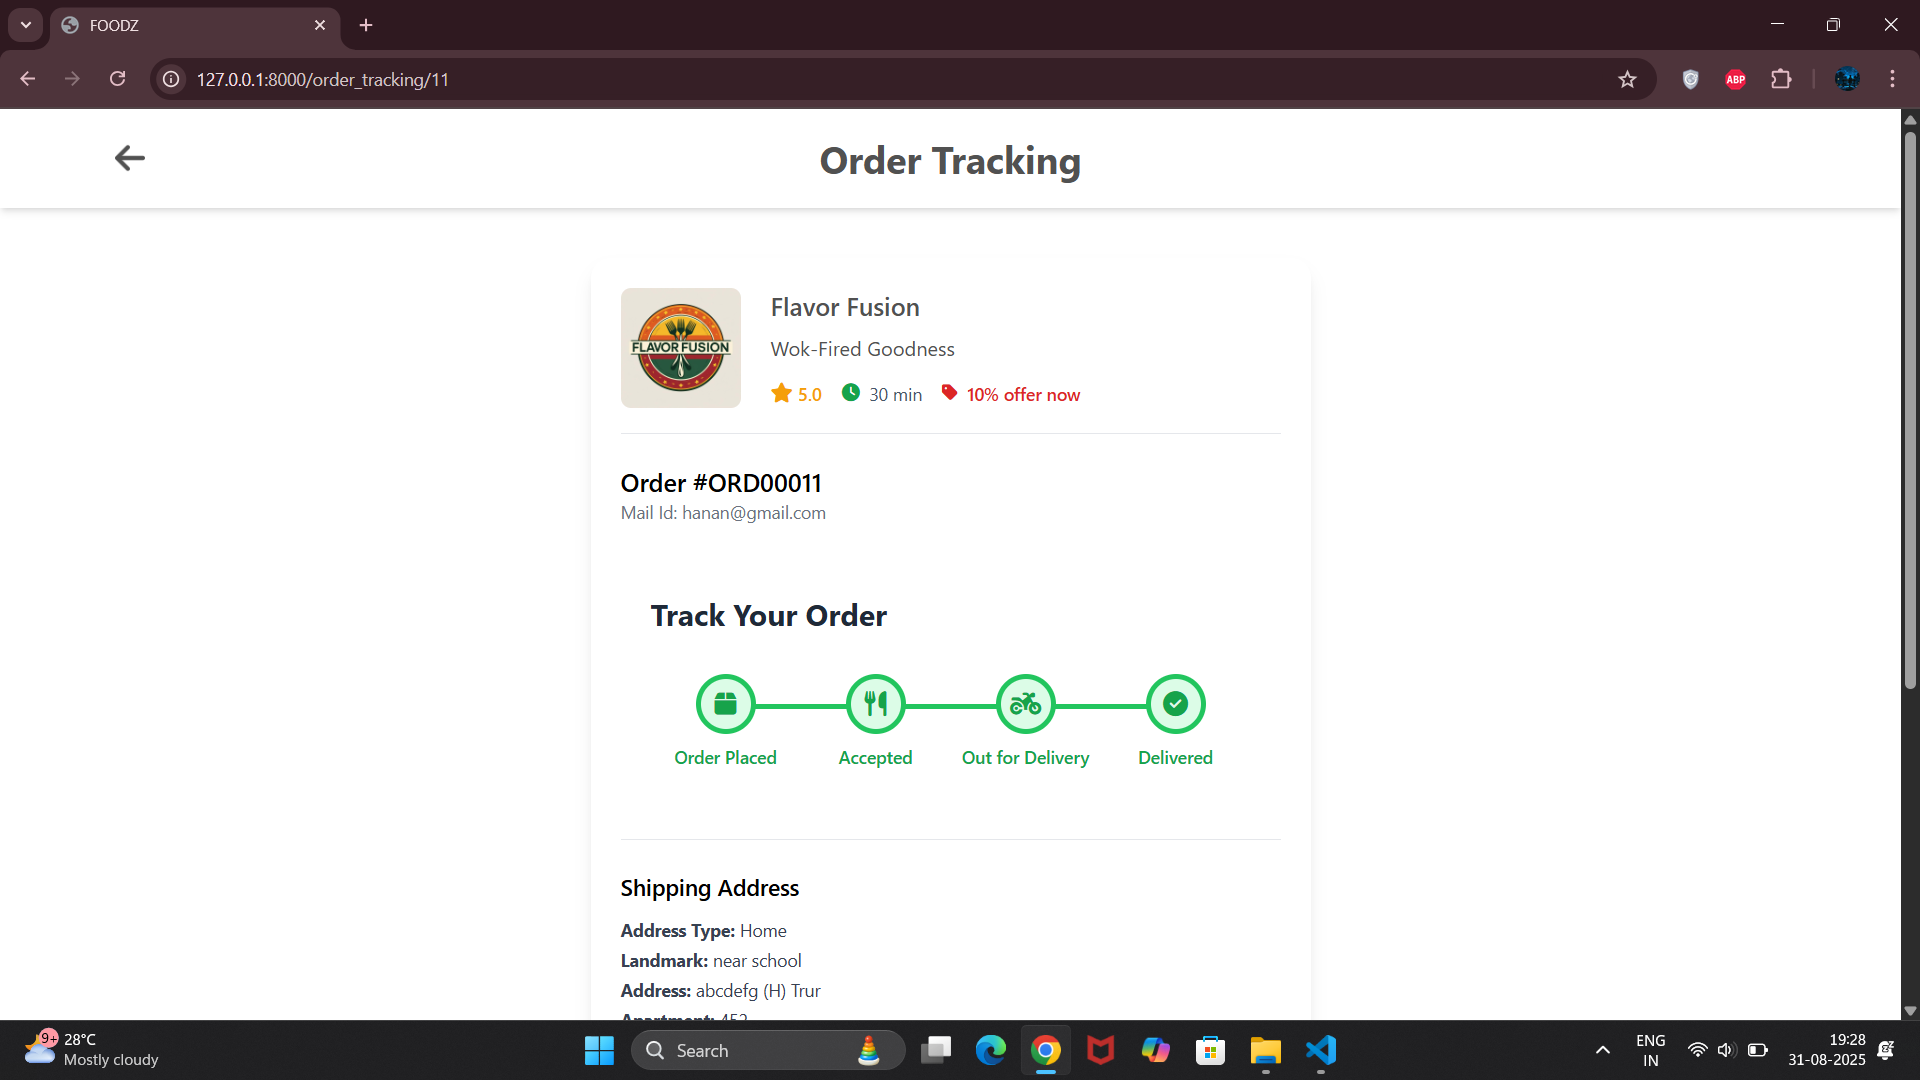 FOODZ
127.0.0.1:8000/order_tracking/11
ABP
Order Tracking
FLAVOR FUSION
Flavor Fusion
Wok-Fired Goodness
5.0 30 min 10% offer now
Order #ORD00011
Mail Id: hanan@gmail.com
Track Your Order
Order Placed Accepted Out for Delivery Delivered
Shipping Address
Address Type: Home
Landmark: near school
Address: abcdefg (H) Trur
Apartment: 452
9+
28°C
Mostly cloudy
Search
ENG
IN
19:28
31-08-2025